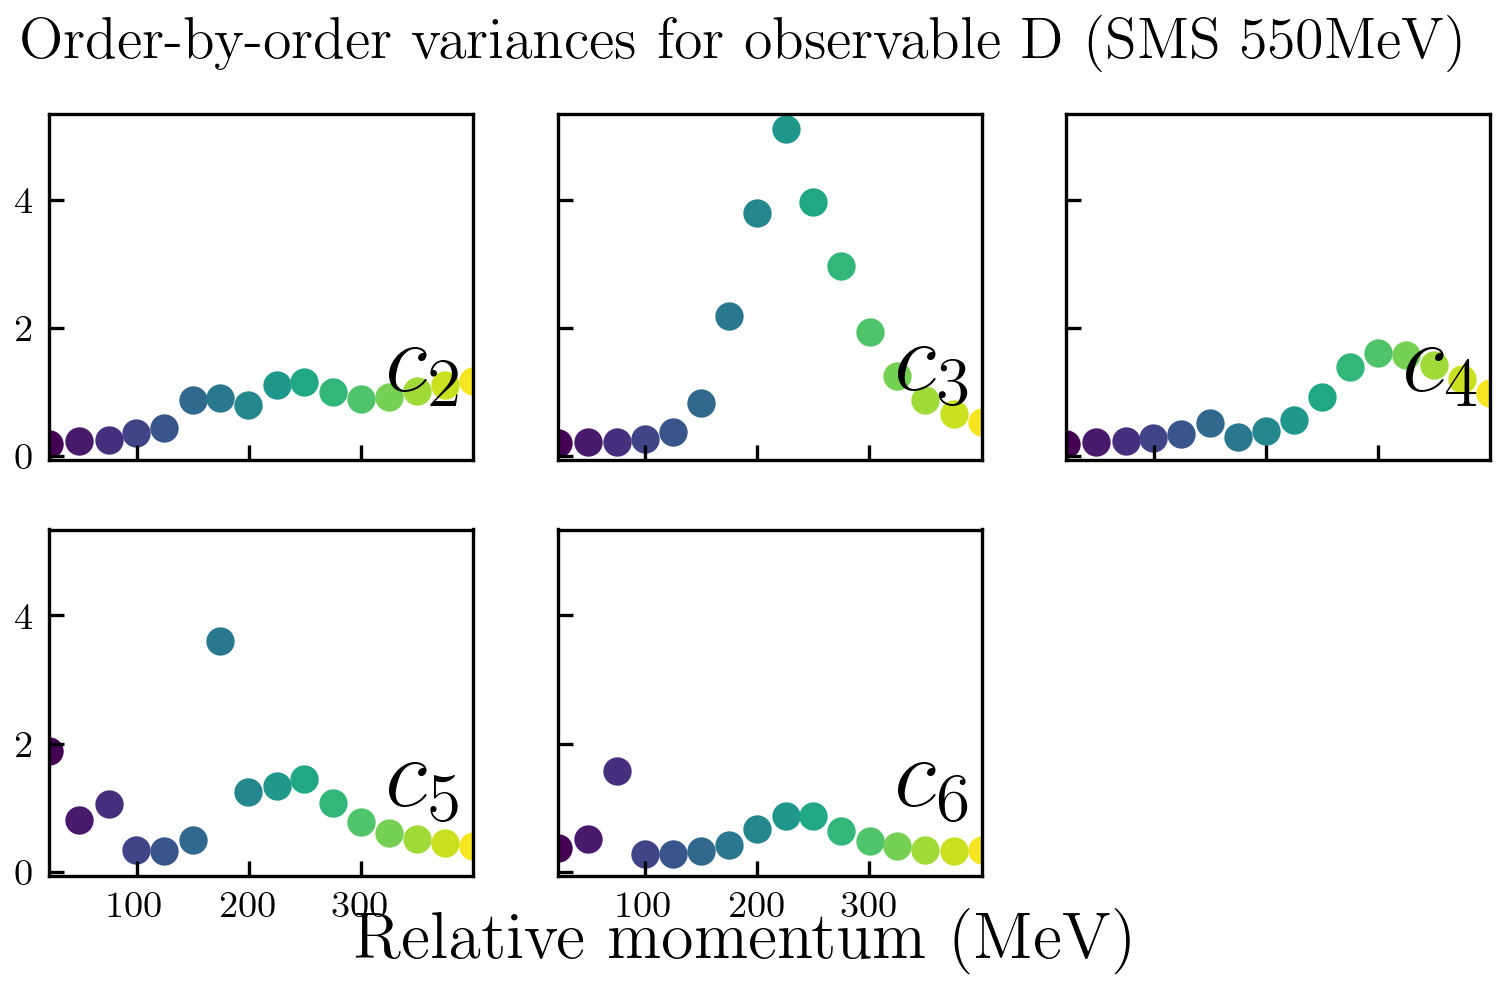 Order-by-order variances for observable D (SMS 550MeV)
4
2
0
c2
c3
c4
4
2
0
c5
c6
100 200 300
100 200 300
Relative momentum (MeV)